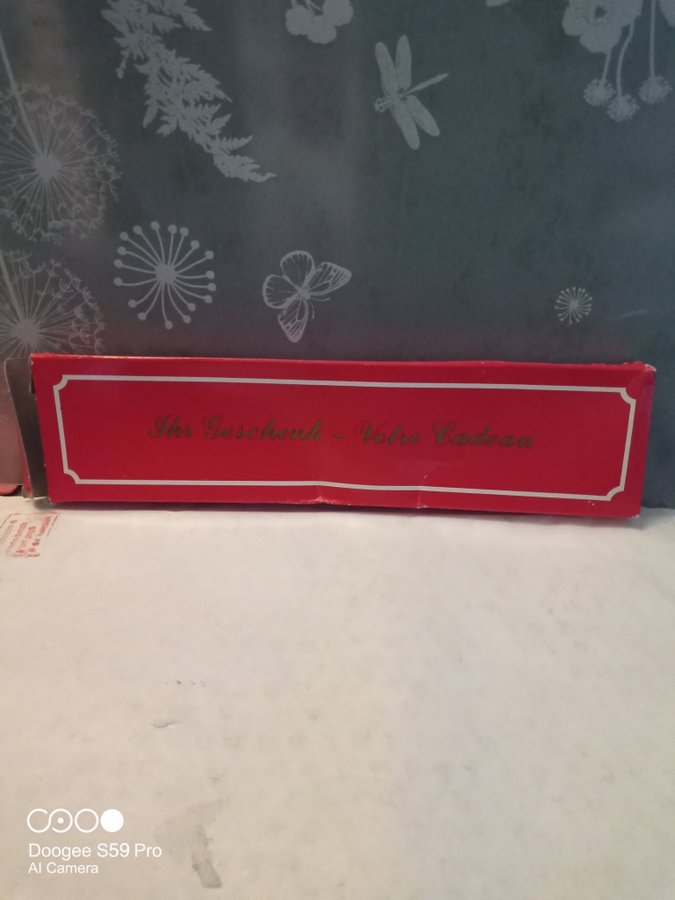 Ihr Geschenk - Votre Cadeau
Doogee S59 Pro
AI Camera